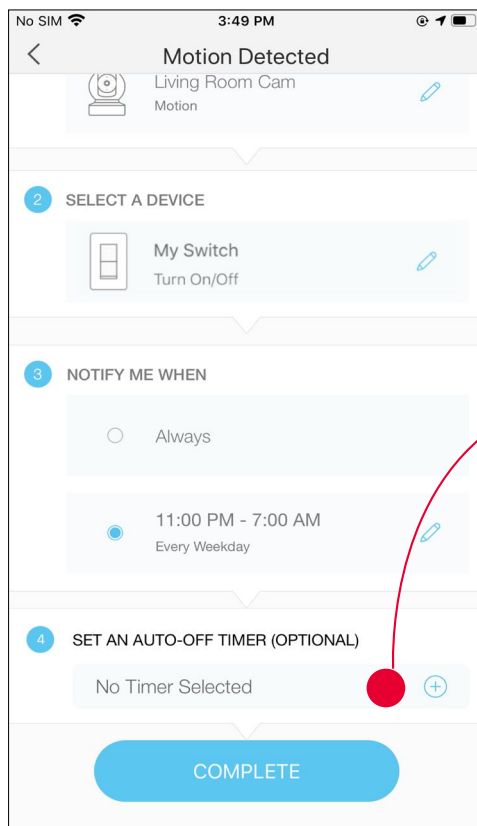 No SIM 3:49 PM
Motion Detected
Living Room Cam
Motion
2 SELECT A DEVICE
My Switch
Turn On/Off
3 NOTIFY ME WHEN
Always
11:00 PM - 7:00 AM
Every Weekday
4 SET AN AUTO-OFF TIMER (OPTIONAL)
No Timer Selected
COMPLETE